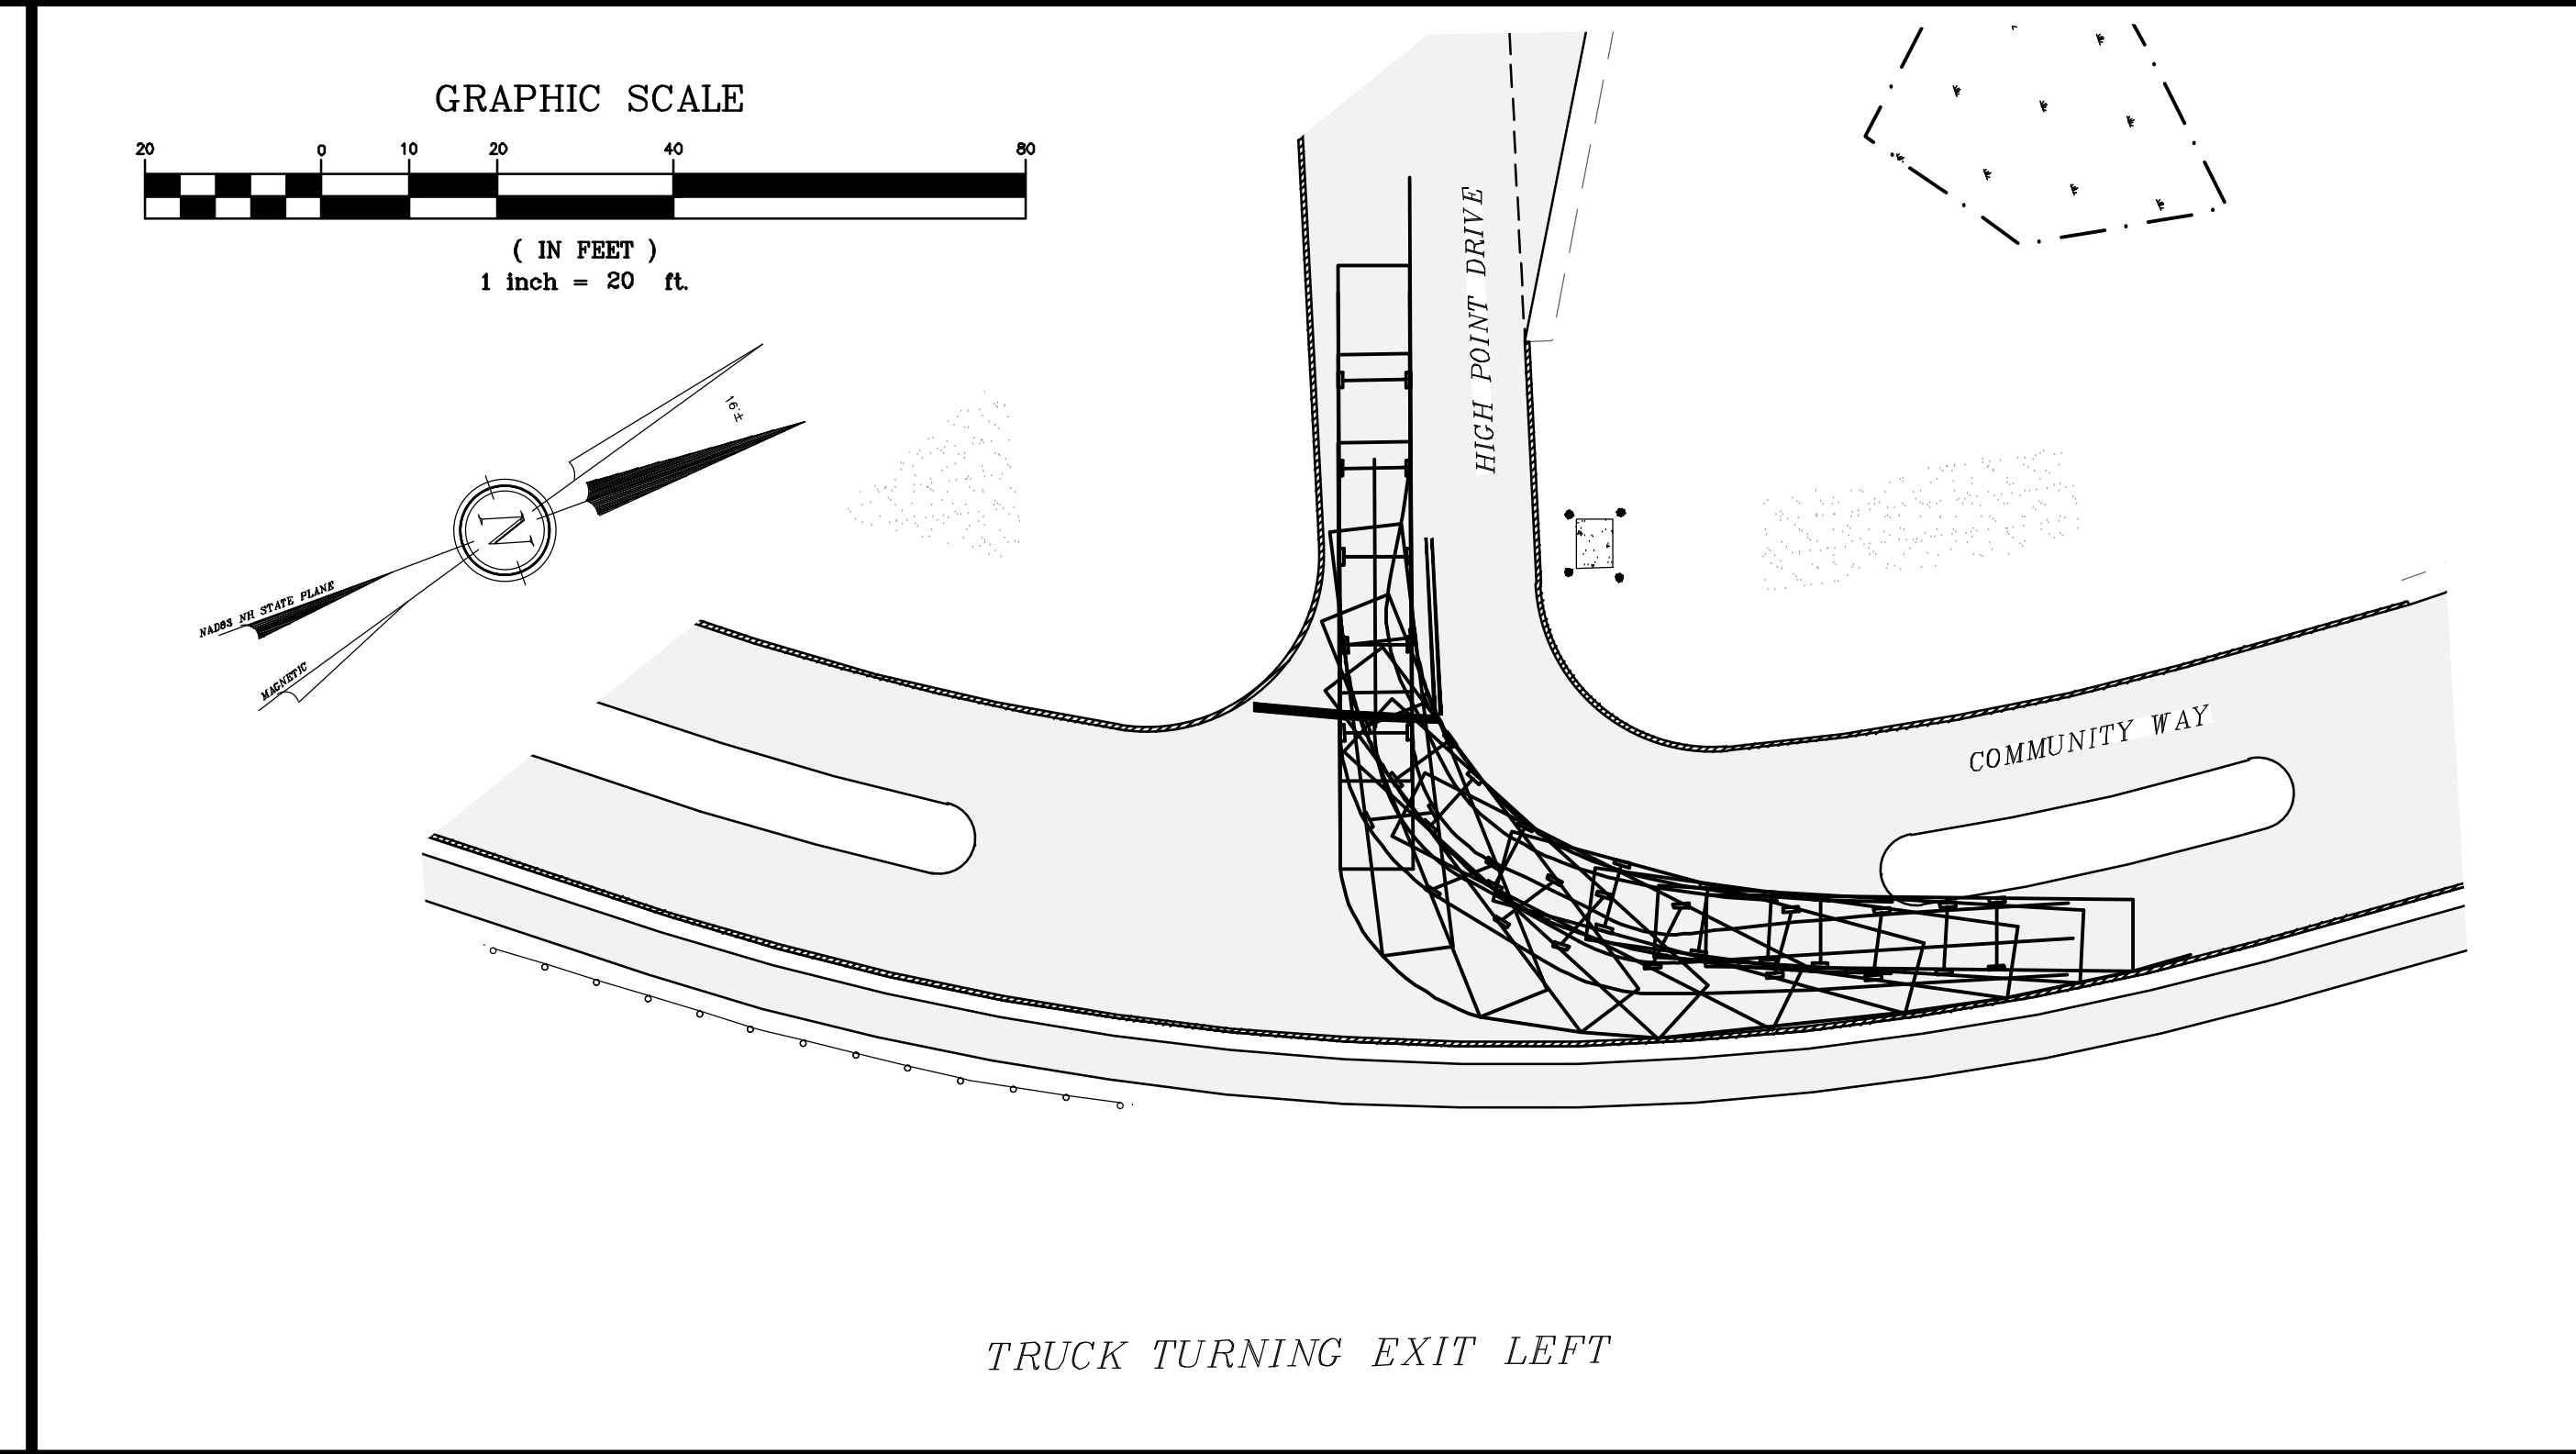 GRAPHIC SCALE
20 0 10 20 40 80
( IN FEET )
1 inch = 20 ft.
16°±
N
NAD83 NH STATE PLANE
MAGNETIC
HIGH POINT DRIVE
COMMUNITY WAY
TRUCK TURNING EXIT LEFT